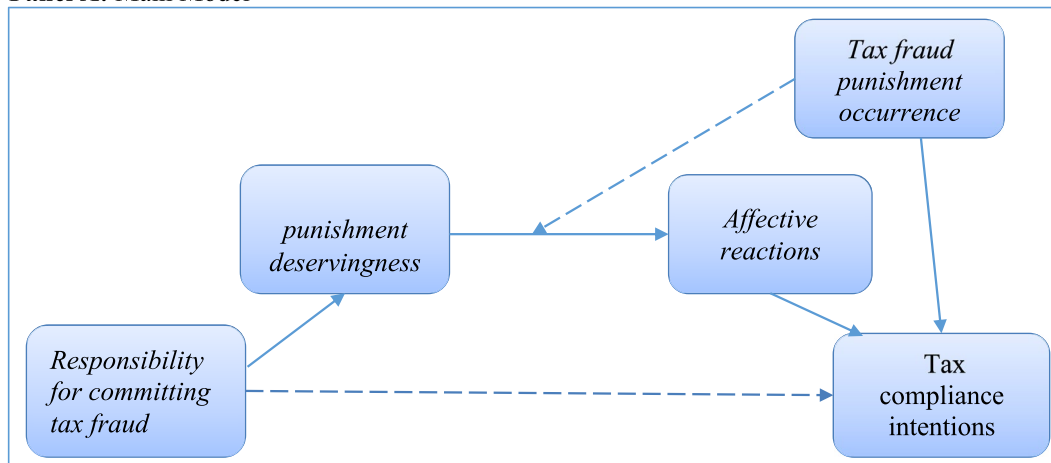 Tax fraud
punishment
occurrence
punishment
deservingness
Affective
reactions
Responsibility
for committing
tax fraud
Tax
compliance
intentions